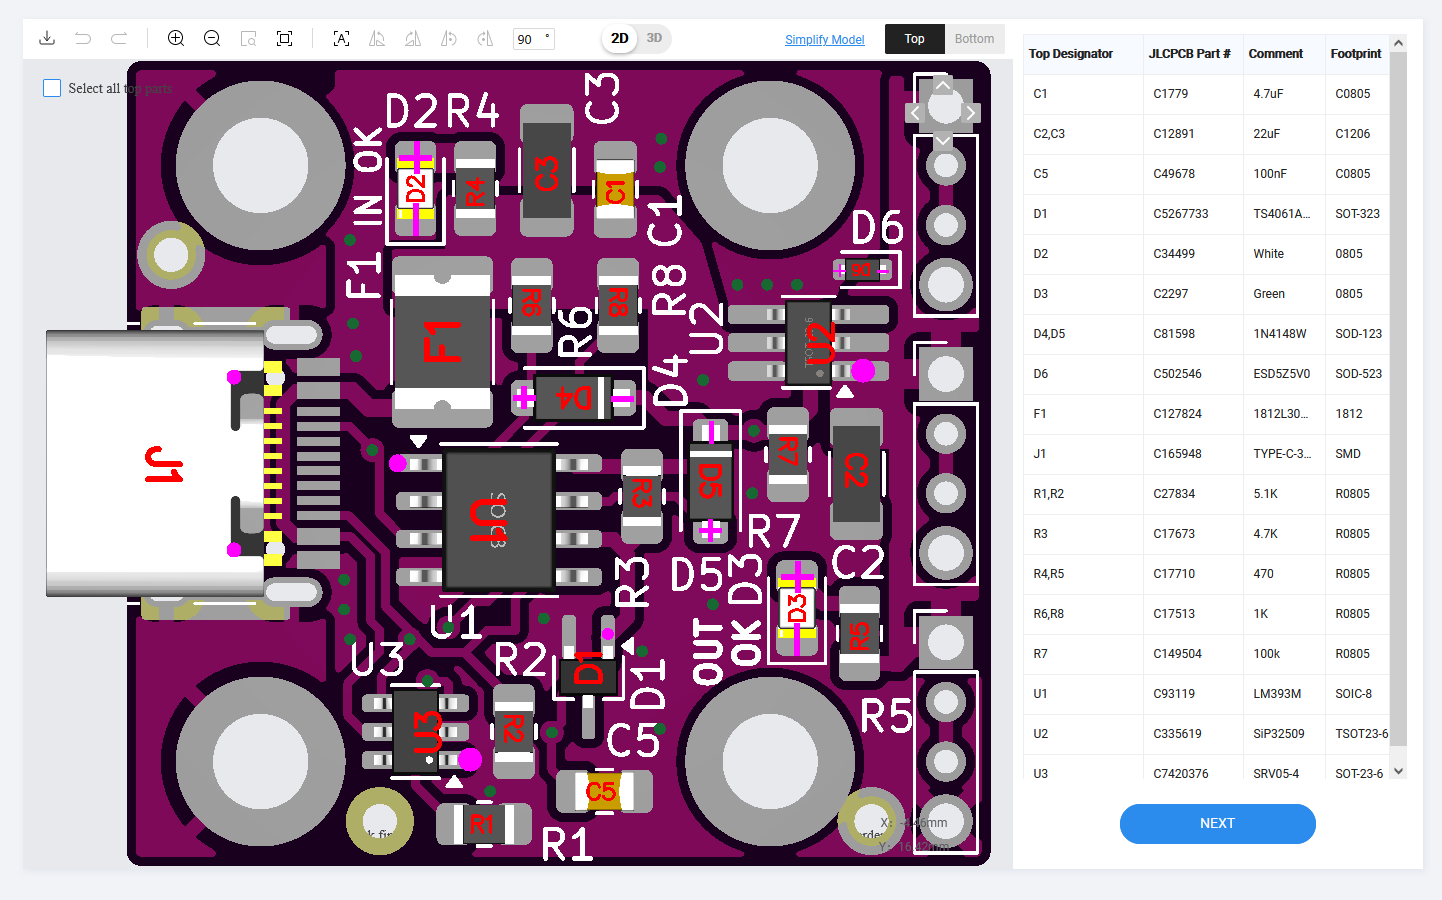 90 °
2D 3D
Simplify Model
Top Bottom
Select all top parts
D2 R4 C3
IN OK
D2 R4 C3 C1
C1
D6
90
F1
F1 R6 R8
R6 R8 U2
U2
D4 D4
J1
R7 C2
D5
R3
U1
R7
D5 D3 C2
R3
U1
D3
OUT OK
R5
R5
U3 R2 D1 D1
U3 R2
C5
C5
R1
R1
X: -4.46mm
Y: 16.42mm
Top Designator JLCPCB Part # Comment Footprint
C1 C1779 4.7uF C0805
C2,C3 C12891 22uF C1206
C5 C49678 100nF C0805
D1 C5267733 TS4061A... SOT-323
D2 C34499 White 0805
D3 C2297 Green 0805
D4,D5 C81598 1N4148W SOD-123
D6 C502546 ESD5Z5V0 SOD-523
F1 C127824 1812L30... 1812
J1 C165948 TYPE-C-3... SMD
R1,R2 C27834 5.1K R0805
R3 C17673 4.7K R0805
R4,R5 C17710 470 R0805
R6,R8 C17513 1K R0805
R7 C149504 100k R0805
U1 C93119 LM393M SOIC-8
U2 C335619 SiP32509 TSOT23-6
U3 C7420376 SRV05-4 SOT-23-6
NEXT